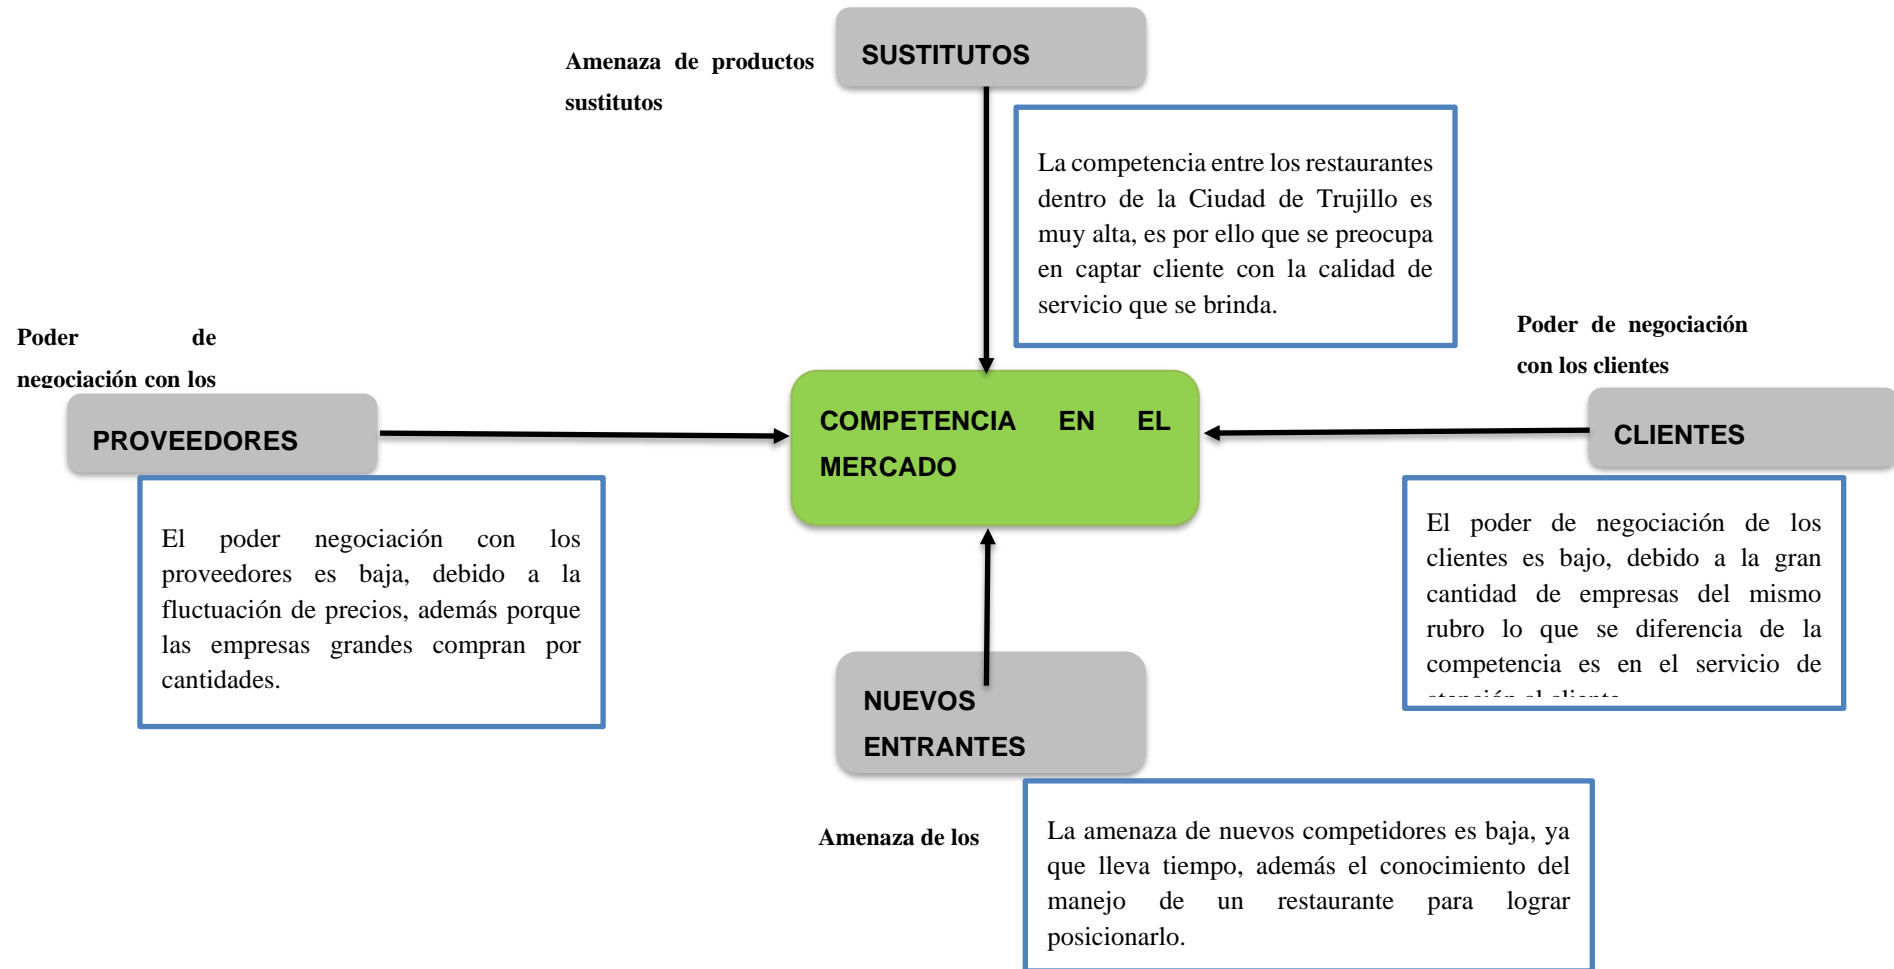 SUSTITUTOS
Amenaza de productos
sustitutos
La competencia entre los restaurantes
dentro de la Ciudad de Trujillo es
muy alta, es por ello que se preocupa
en captar cliente con la calidad de
servicio que se brinda.
Poder de
negociación con los
PROVEEDORES
El poder negociación con los
proveedores es baja, debido a la
fluctuación de precios, además porque
las empresas grandes compran por
cantidades.
COMPETENCIA EN EL
MERCADO
Poder de negociación
con los clientes
CLIENTES
El poder de negociación de los
clientes es bajo, debido a la gran
cantidad de empresas del mismo
rubro lo que se diferencia de la
competencia es en el servicio de
atención al cliente
NUEVOS
ENTRANTES
Amenaza de los
La amenaza de nuevos competidores es baja, ya
que lleva tiempo, además el conocimiento del
manejo de un restaurante para lograr
posicionarlo.